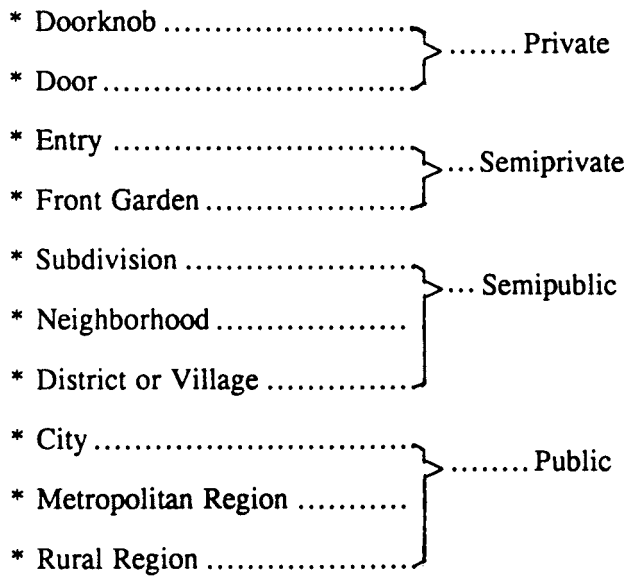 * Doorknob ......................... ....... Private
* Door ...............................
* Entry .............................. ... Semiprivate
* Front Garden ....................
* Subdivision ...................... ... Semipublic
* Neighborhood ...................
* District or Village ...............
* City ................................ ........ Public
* Metropolitan Region ...........
* Rural Region .....................